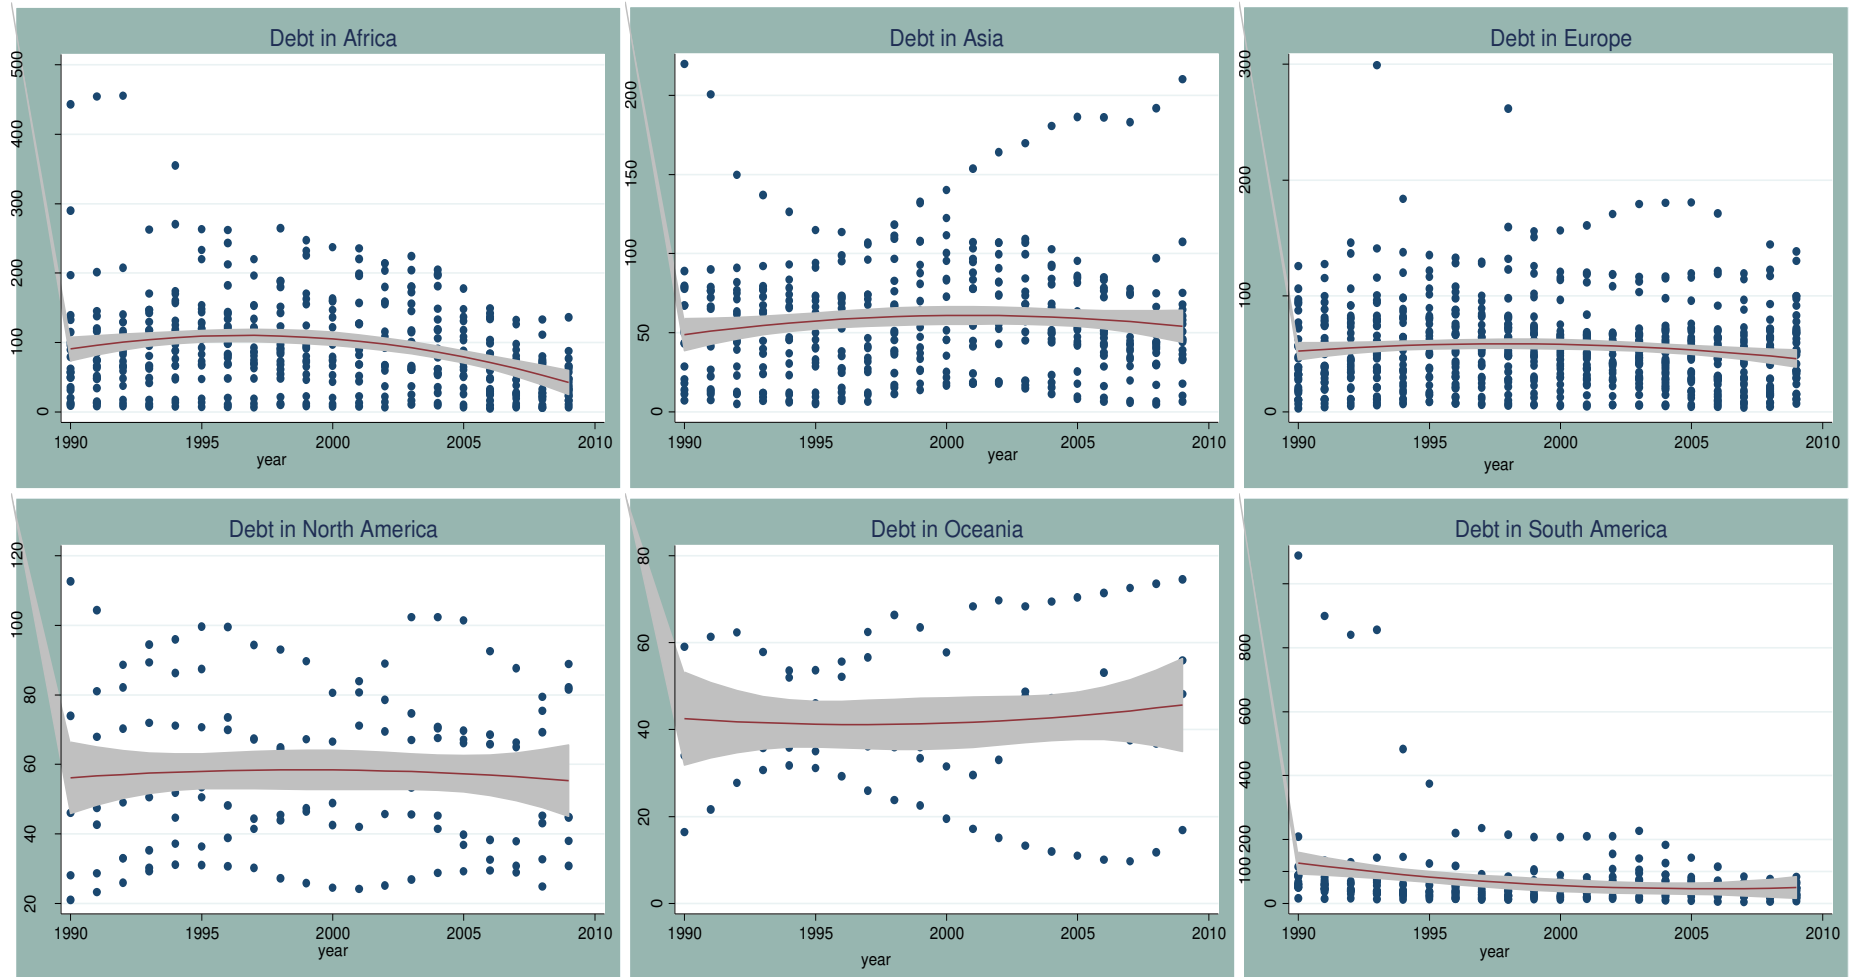 Debt in Africa
500
400
300
200
100
0
1990 1995 2000 2005 2010
year
Debt in Asia
200
150
100
50
0
1990 1995 2000 2005 2010
year
Debt in Europe
300
200
100
0
1990 1995 2000 2005 2010
year
Debt in North America
120
100
80
60
40
20
1990 1995 2000 2005 2010
year
Debt in Oceania
80
60
40
20
0
1990 1995 2000 2005 2010
year
Debt in South America
800
600
400
200
100
0
1990 1995 2000 2005 2010
year